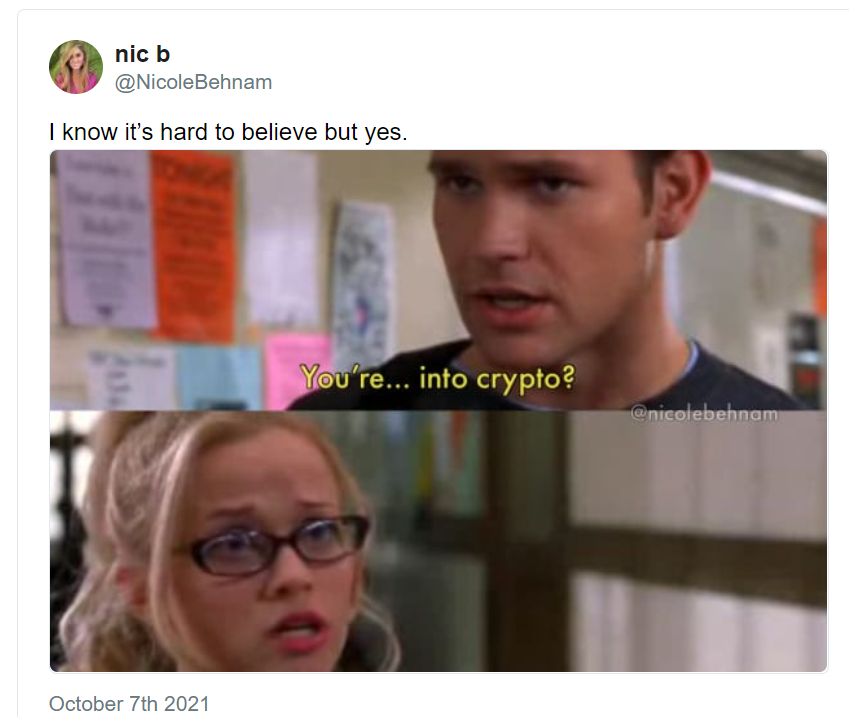 nic b
@NicoleBehnam
I know it’s hard to believe but yes.
You're... into crypto?
@nicolebehnam
October 7th 2021